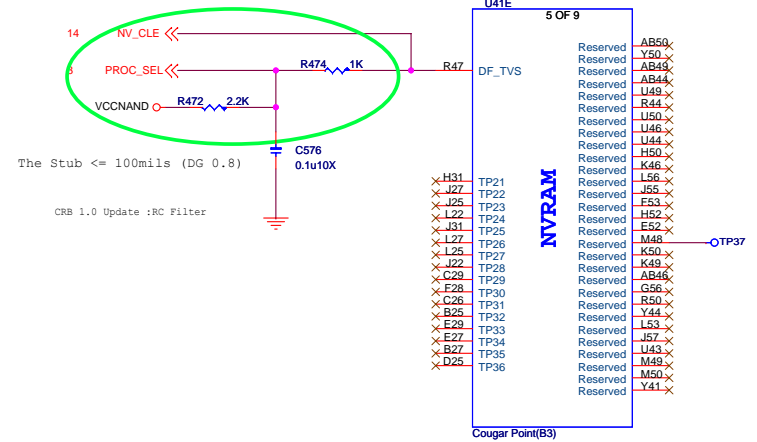 U41E
5 OF 9
14 NV_CLE
PROC_SEL
R474 1K
R47 DF_TVS
VCCNAND R472 2.2K
C576
0.1u10X
The Stub <= 100mils (DG 0.8)
CRB 1.0 Update :RC Filter
NVRAM
H31 TP21
J27 TP22
J25 TP23
L22 TP24
J31 TP25
L27 TP26
L25 TP27
J22 TP28
C29 TP29
F28 TP30
C26 TP31
B25 TP32
E29 TP33
E27 TP34
B27 TP35
D25 TP36
Reserved AB50
Reserved Y50
Reserved AB49
Reserved AB44
Reserved U49
Reserved R44
Reserved U50
Reserved U46
Reserved U44
Reserved H50
Reserved K46
Reserved L56
Reserved J55
Reserved F53
Reserved H52
Reserved E52
Reserved M48 TP37
Reserved K50
Reserved K49
Reserved AB46
Reserved G56
Reserved R50
Reserved Y44
Reserved L53
Reserved J57
Reserved U43
Reserved M49
Reserved M50
Reserved Y41
Cougar Point(B3)